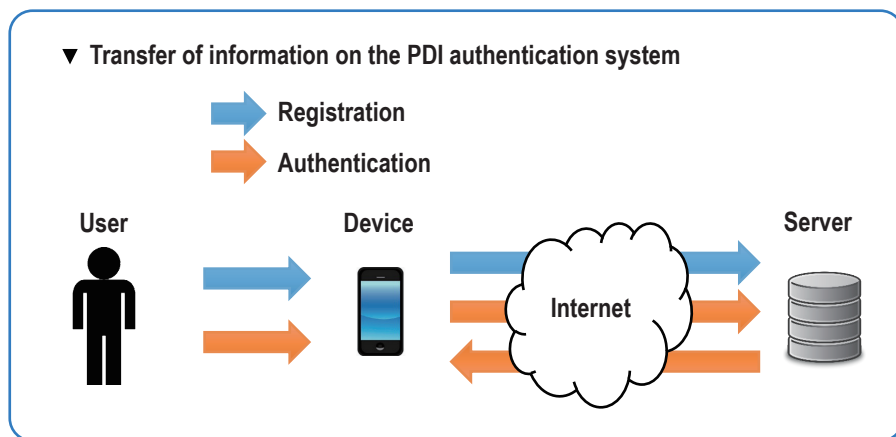 ▼ Transfer of information on the PDI authentication system
Registration
Authentication
User
Device
Server
Internet